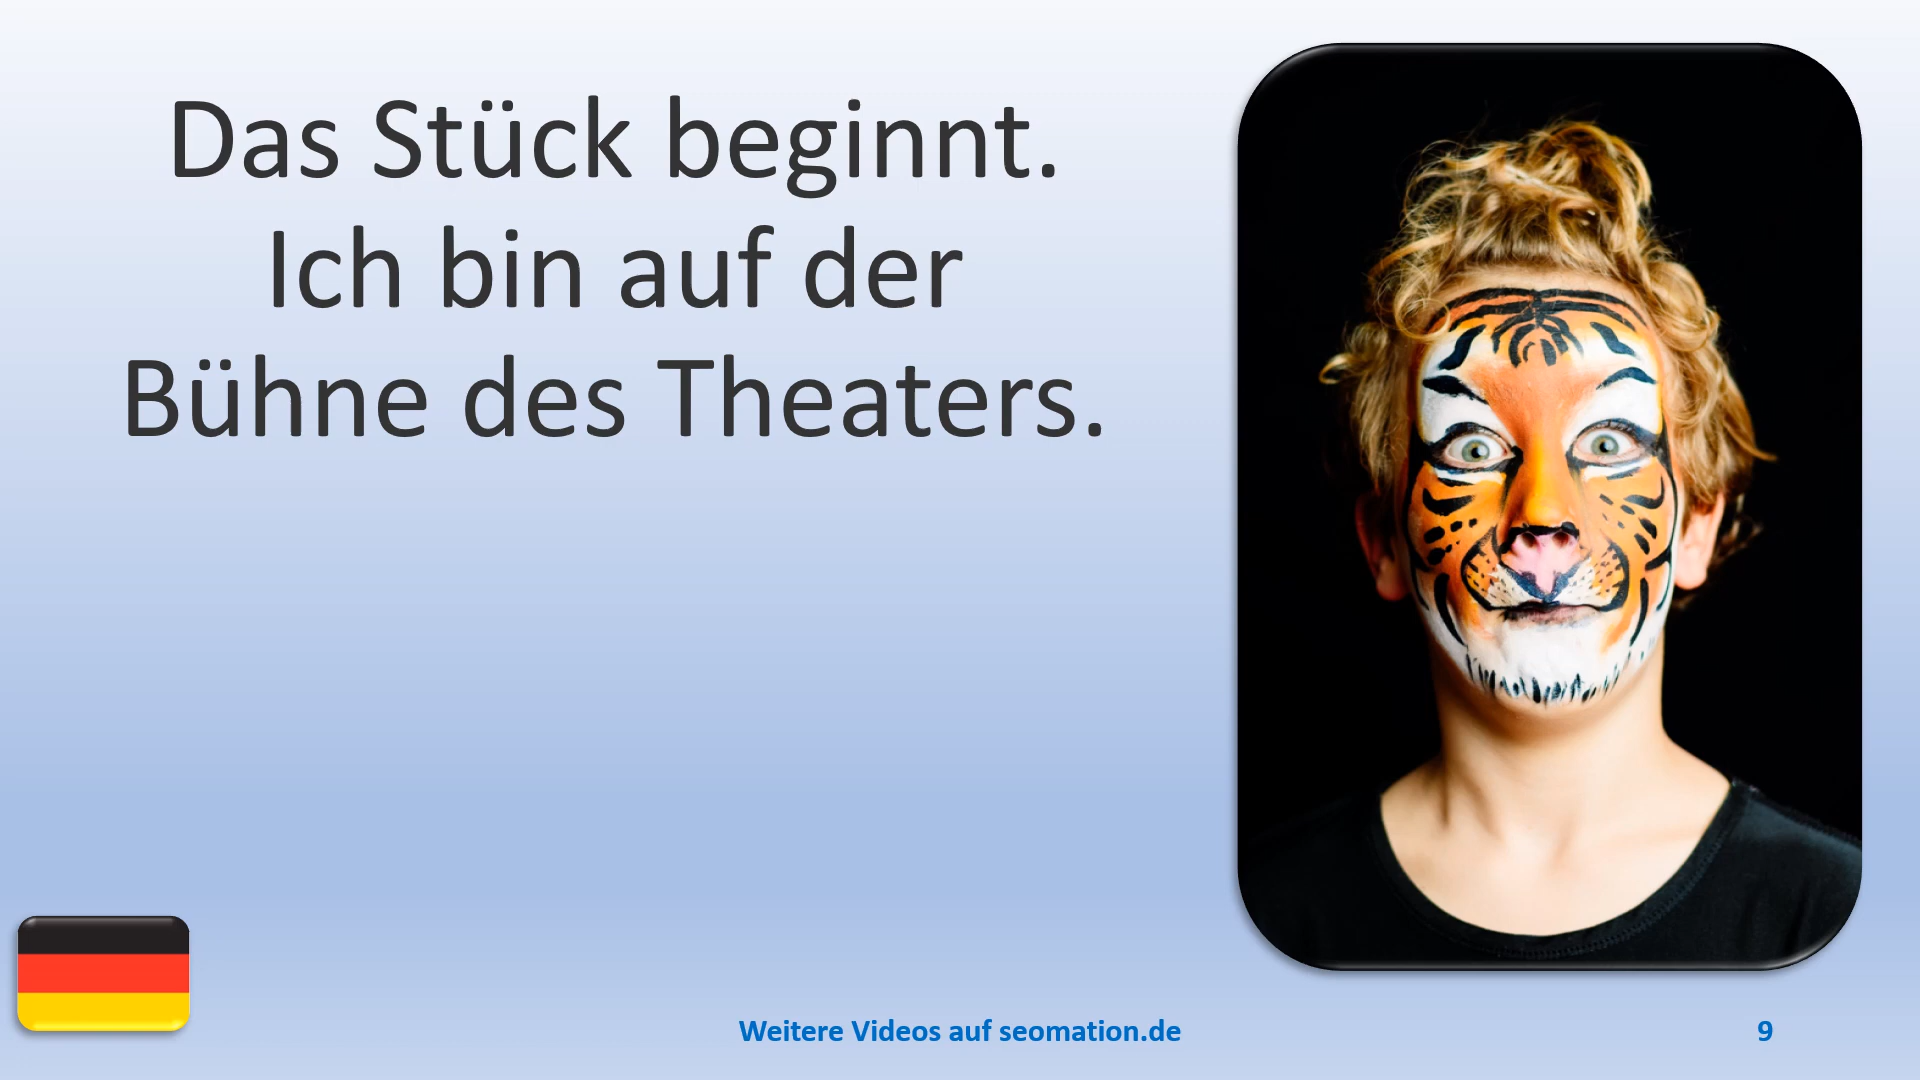 Das Stück beginnt.
Ich bin auf der
Bühne des Theaters.
Weitere Videos auf seomation.de
9